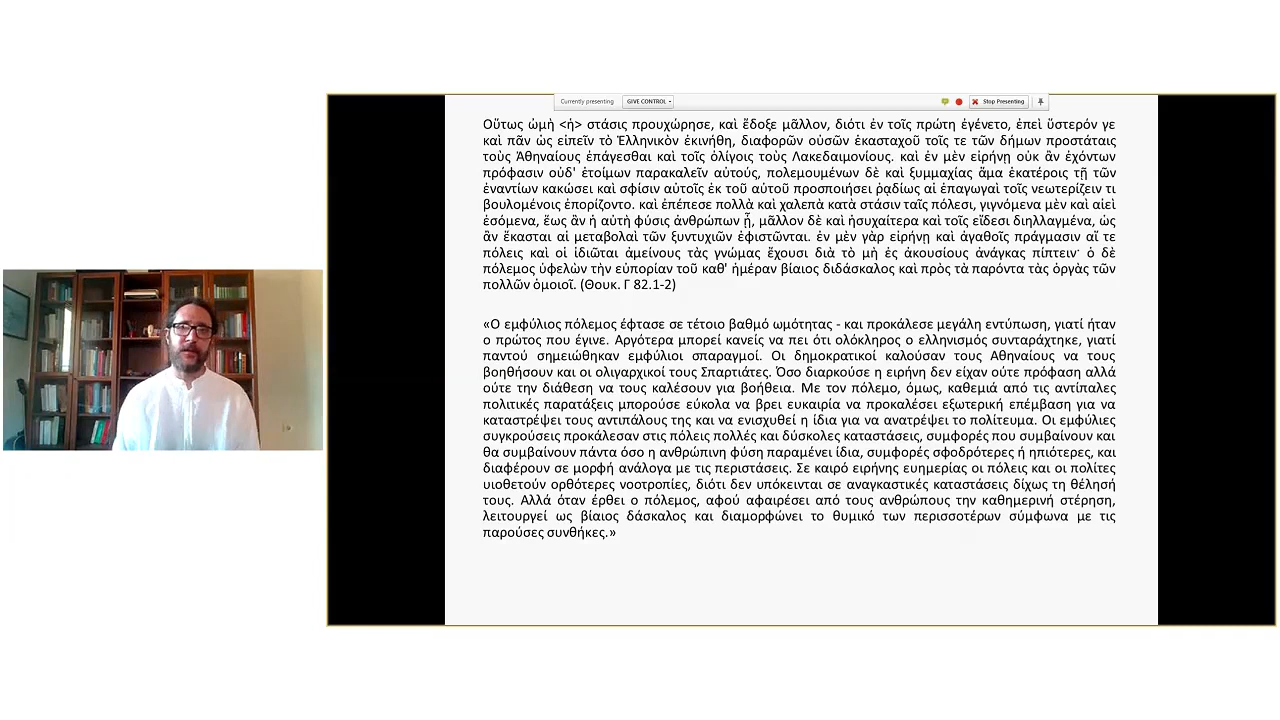 Currently presenting GIVE CONTROL Stop Presenting
Οὕτως ὠμὴ <ἡ> στάσις προυχώρησε, καὶ ἔδοξε μᾶλλον, διότι ἐν τοῖς πρώτη ἐγένετο, ἐπεὶ ὕστερόν γε
καὶ πᾶν ὡς εἰπεῖν τὸ Ἑλληνικὸν ἐκινήθη, διαφορῶν οὐσῶν ἑκασταχοῦ τοῖς τε τῶν δήμων προστάταις
τοὺς Ἀθηναίους ἐπάγεσθαι καὶ τοῖς ὀλίγοις τοὺς Λακεδαιμονίους. καὶ ἐν μὲν εἰρήνῃ οὐκ ἂν ἐχόντων
πρόφασιν οὐδ' ἑτοίμων παρακαλεῖν αὐτούς, πολεμουμένων δὲ καὶ ξυμμαχίας ἅμα ἑκατέροις τῇ τῶν
ἐναντίων κακώσει καὶ σφίσιν αὐτοῖς ἐκ τοῦ αὐτοῦ προσποιήσει ῥᾳδίως αἱ ἐπαγωγαὶ τοῖς νεωτερίζειν τι
βουλομένοις ἐπορίζοντο. καὶ ἐπέπεσε πολλὰ καὶ χαλεπὰ κατὰ στάσιν ταῖς πόλεσι, γιγνόμενα μὲν καὶ αἰεὶ
ἐσόμενα, ἕως ἂν ἡ αὐτὴ φύσις ἀνθρώπων ᾖ, μᾶλλον δὲ καὶ ἡσυχαίτερα καὶ τοῖς εἴδεσι διηλλαγμένα, ὡς
ἂν ἕκασται αἱ μεταβολαὶ τῶν ξυντυχιῶν ἐφιστῶνται. ἐν μὲν γὰρ εἰρήνῃ καὶ ἀγαθοῖς πράγμασιν αἵ τε
πόλεις καὶ οἱ ἰδιῶται ἀμείνους τὰς γνώμας ἔχουσι διὰ τὸ μὴ ἐς ἀκουσίους ἀνάγκας πίπτειν· ὁ δὲ
πόλεμος ὑφελὼν τὴν εὐπορίαν τοῦ καθ' ἡμέραν βίαιος διδάσκαλος καὶ πρὸς τὰ παρόντα τὰς ὀργὰς τῶν
πολλῶν ὁμοιοῖ. (Θουκ. Γ 82.1-2)
«Ο εμφύλιος πόλεμος έφτασε σε τέτοιο βαθμό ωμότητας - και προκάλεσε μεγάλη εντύπωση, γιατί ήταν
ο πρώτος που έγινε. Αργότερα μπορεί κανείς να πει ότι ολόκληρος ο ελληνισμός συνταράχτηκε, γιατί
παντού σημειώθηκαν εμφύλιοι σπαραγμοί. Οι δημοκρατικοί καλούσαν τους Αθηναίους να τους
βοηθήσουν και οι ολιγαρχικοί τους Σπαρτιάτες. Όσο διαρκούσε η ειρήνη δεν είχαν ούτε πρόφαση αλλά
ούτε την διάθεση να τους καλέσουν για βοήθεια. Με τον πόλεμο, όμως, καθεμιά από τις αντίπαλες
πολιτικές παρατάξεις μπορούσε εύκολα να βρει ευκαιρία να προκαλέσει εξωτερική επέμβαση για να
καταστρέψει τους αντιπάλους της και να ενισχυθεί η ίδια για να ανατρέψει το πολίτευμα. Οι εμφύλιες
συγκρούσεις προκάλεσαν στις πόλεις πολλές και δύσκολες καταστάσεις, συμφορές που συμβαίνουν και
θα συμβαίνουν πάντα όσο η ανθρώπινη φύση παραμένει ίδια, συμφορές σφοδρότερες ή ηπιότερες, και
διαφέρουν σε μορφή ανάλογα με τις περιστάσεις. Σε καιρό ειρήνης ευημερίας οι πόλεις και οι πολίτες
υιοθετούν ορθότερες νοοτροπίες, διότι δεν υπόκεινται σε αναγκαστικές καταστάσεις δίχως τη θέλησή
τους. Αλλά όταν έρθει ο πόλεμος, αφού αφαιρέσει από τους ανθρώπους την καθημερινή στέρηση,
λειτουργεί ως βίαιος δάσκαλος και διαμορφώνει το θυμικό των περισσοτέρων σύμφωνα με τις
παρούσες συνθήκες.»